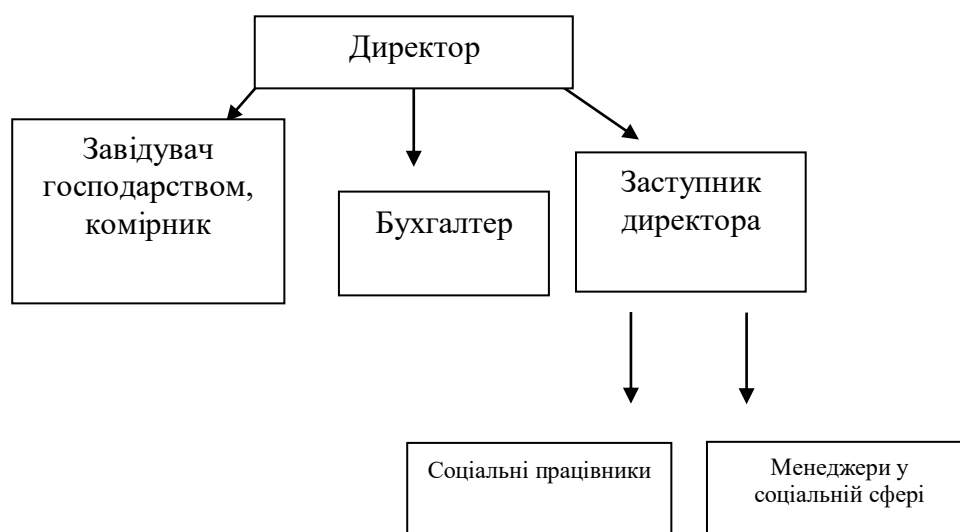 Директор
Завідувач
господарством,
комірник
Бухгалтер
Заступник
директора
Соціальні працівники
Менеджери у
соціальній сфері